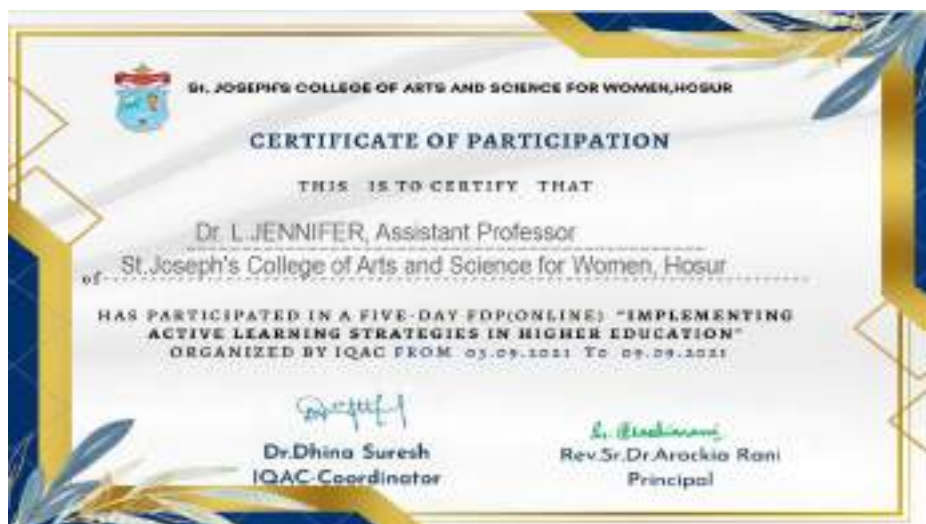 St. JOSEPH'S COLLEGE OF ARTS AND SCIENCE FOR WOMEN,HOSUR
CERTIFICATE OF PARTICIPATION
THIS IS TO CERTIFY THAT
Dr. L.JENNIFER, Assistant Professor
of St.Joseph's College of Arts and Science for Women, Hosur
HAS PARTICIPATED IN A FIVE-DAY FDP(ONLINE) "IMPLEMENTING
ACTIVE LEARNING STRATEGIES IN HIGHER EDUCATION"
ORGANIZED BY IQAC FROM 03.09.2021 To 09.09.2021
Dr.Dhina Suresh
IQAC-Coordinator
Rev.Sr.Dr.Arockia Rani
Principal